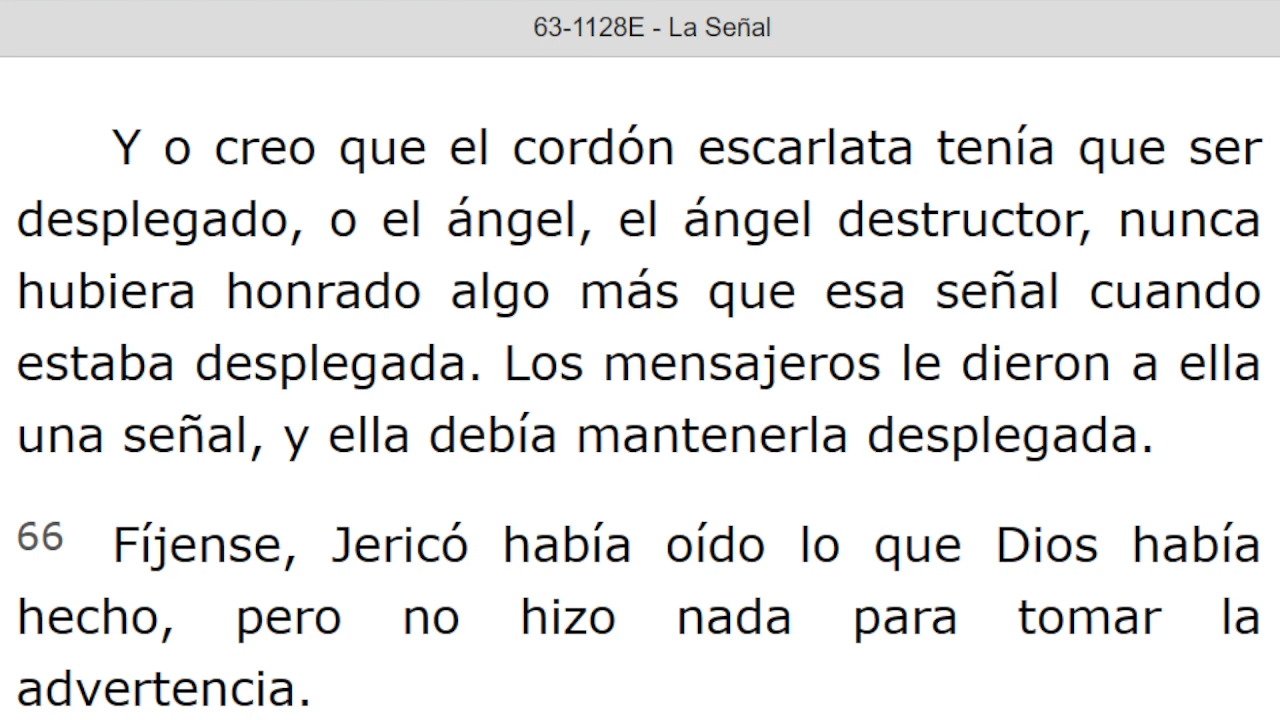 63-1128E - La Señal
Y o creo que el cordón escarlata tenía que ser
desplegado, o el ángel, el ángel destructor, nunca
hubiera honrado algo más que esa señal cuando
estaba desplegada. Los mensajeros le dieron a ella
una señal, y ella debía mantenerla desplegada.
66 Fíjense, Jericó había oído lo que Dios había
hecho, pero no hizo nada para tomar la
advertencia.